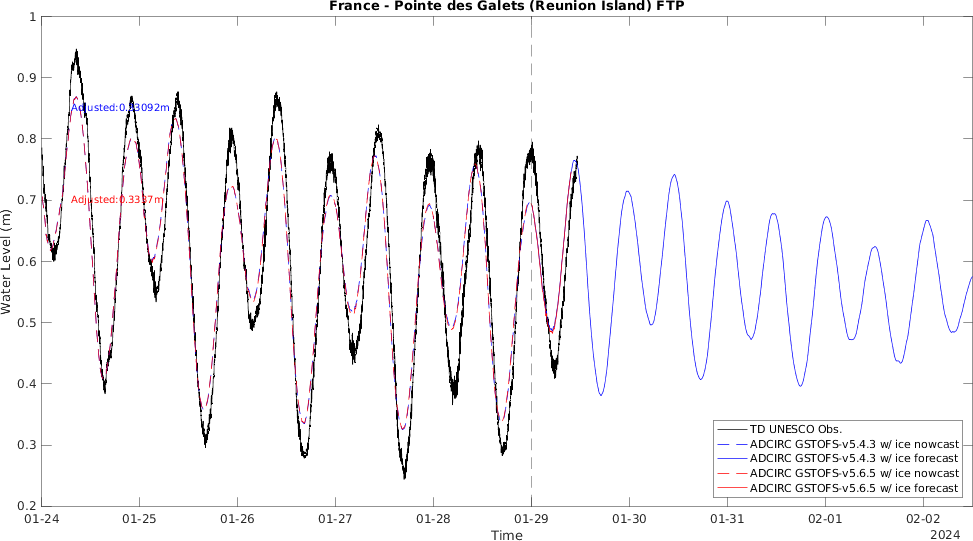 France - Pointe des Galets (Reunion Island) FTP
Water Level (m)
1
0.9
0.8
0.7
0.6
0.5
0.4
0.3
0.2
Adjusted:0.33092m
Adjusted:0.3337m
TD UNESCO Obs.
ADCIRC GSTOFS-v5.4.3 w/ ice nowcast
ADCIRC GSTOFS-v5.4.3 w/ ice forecast
ADCIRC GSTOFS-v5.6.5 w/ ice nowcast
ADCIRC GSTOFS-v5.6.5 w/ ice forecast
01-24 01-25 01-26 01-27 01-28 01-29 01-30 01-31 02-01 02-02
Time
2024